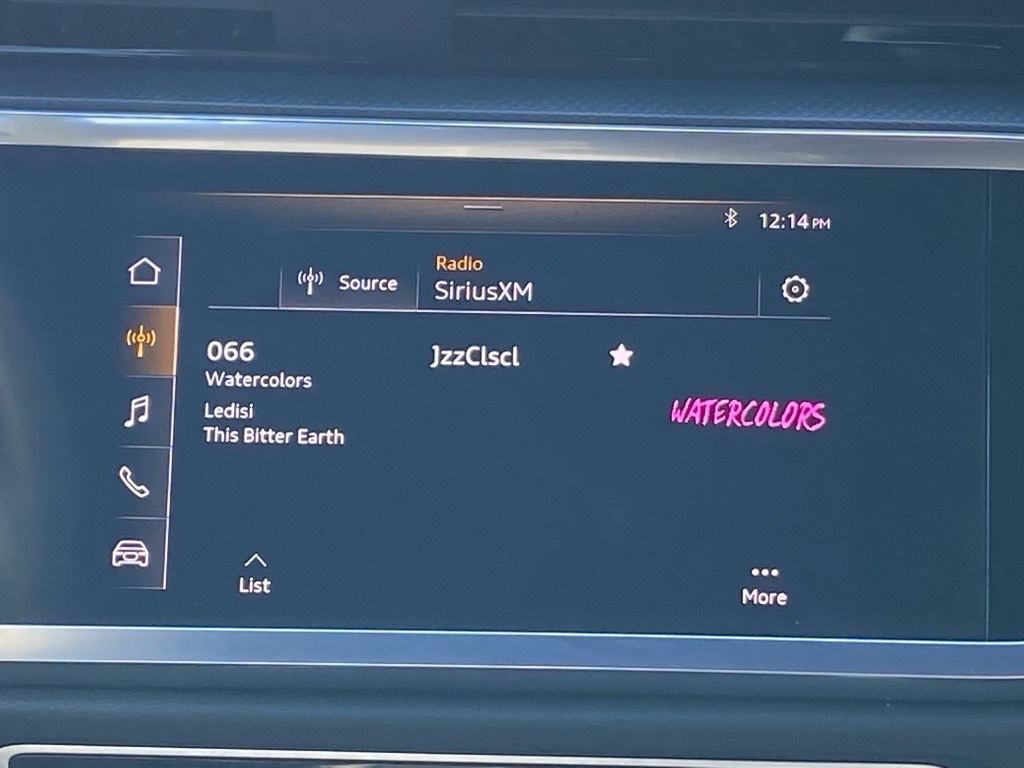 12:14 PM
Source
Radio
SiriusXM
066
JzzClscl
Watercolors
Ledisi
This Bitter Earth
WATERCOLORS
List
More